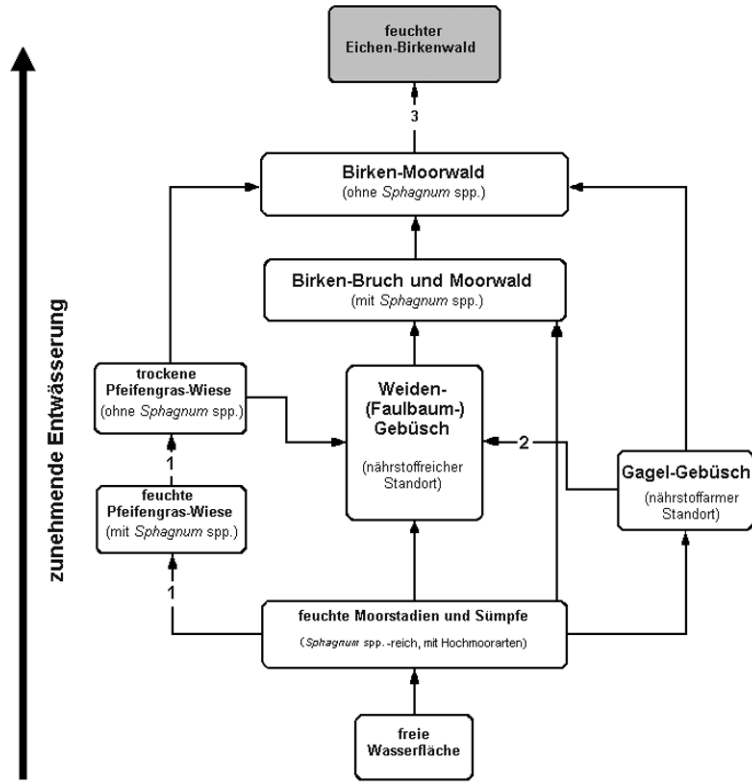 feuchter
Eichen-Birkenwald
3
Birken-Moorwald
(ohne Sphagnum spp.)
Birken-Bruch und Moorwald
(mit Sphagnum spp.)
zunehmende Entwässerung
trockene
Pfeifengras-Wiese
(ohne Sphagnum spp.)
Weiden-
(Faulbaum-)
Gebüsch
(nährstoffreicher
Standort)
2
Gagel-Gebüsch
(nährstoffarmer
Standort)
1
feuchte
Pfeifengras-Wiese
(mit Sphagnum spp.)
1
feuchte Moorstadien und Sümpfe
(Sphagnum spp.-reich, mit Hochmoorarten)
freie
Wasserfläche